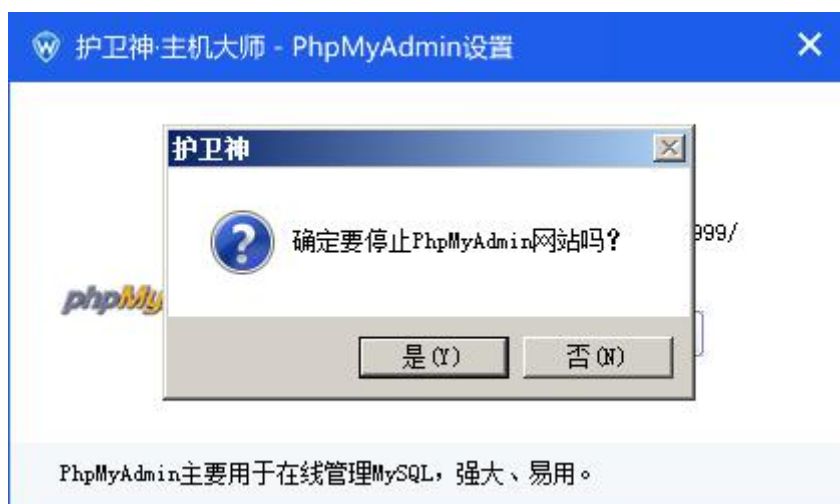 护卫神·主机大师 - PhpMyAdmin设置
护卫神
确定要停止PhpMyAdmin网站吗?
999/
phpMy
是(Y)
否(N)
PhpMyAdmin主要用于在线管理MySQL，强大、易用。